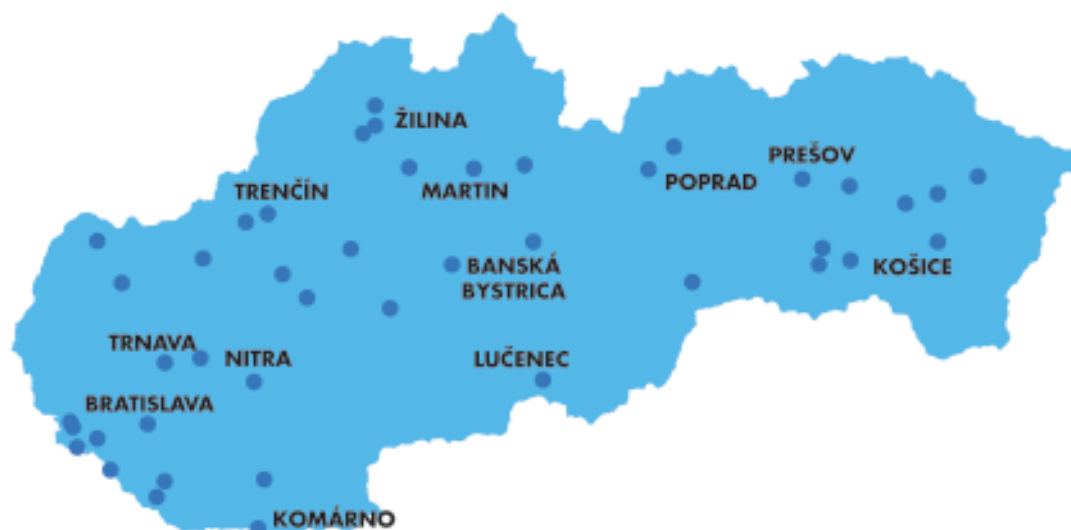 ŽILINA
PREŠOV
POPRAD
TRENČÍN
MARTIN
BANSKÁ
BYSTRICA
KOŠICE
TRNAVA
NITRA
LUČENEC
BRATISLAVA
KOMÁRNO